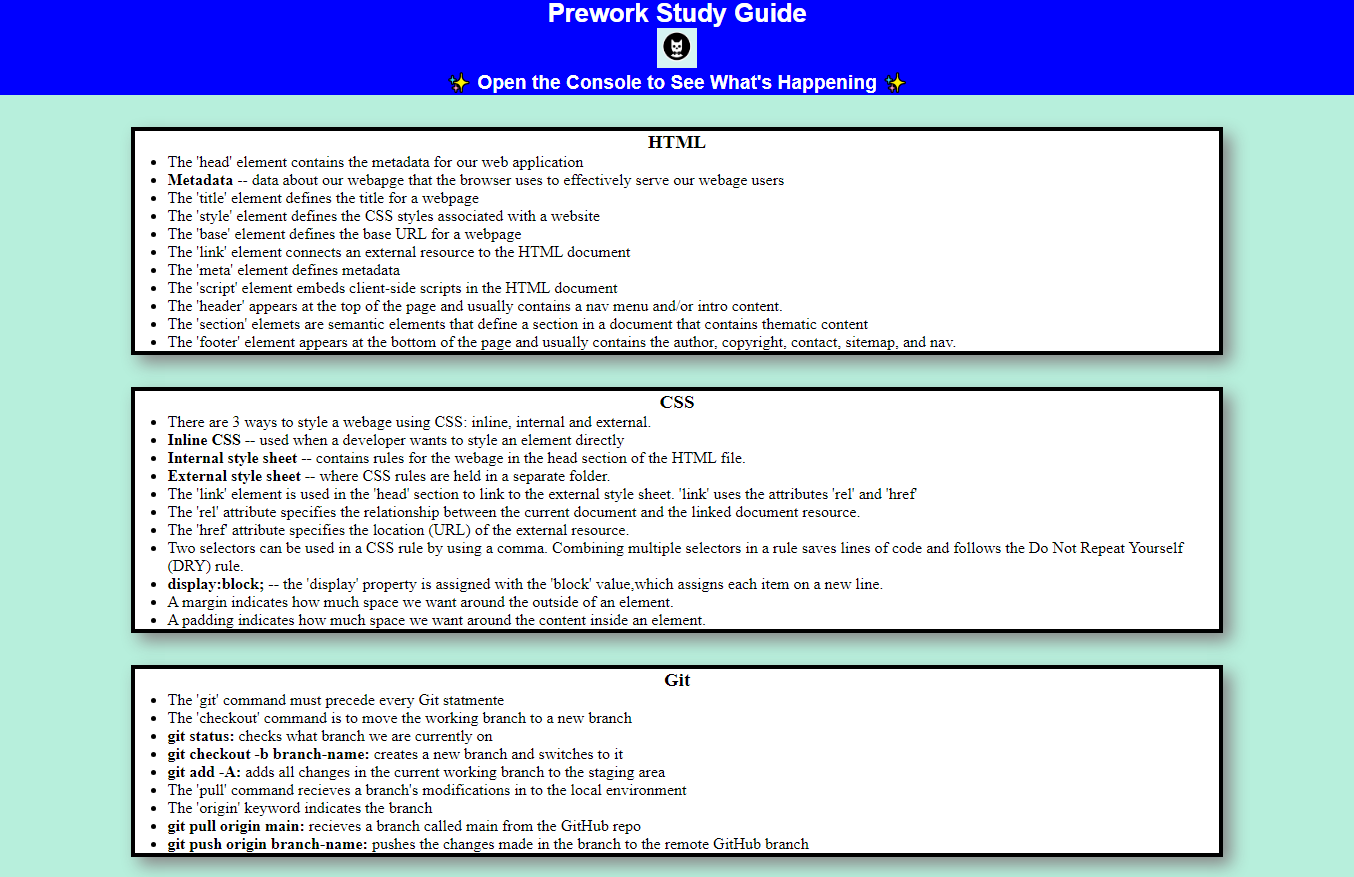 Prework Study Guide
✨ Open the Console to See What's Happening ✨
HTML
• The 'head' element contains the metadata for our web application
• Metadata -- data about our webpge that the browser uses to effectively serve our webage users
• The 'title' element defines the title for a webpage
• The 'style' element defines the CSS styles associated with a website
• The 'base' element defines the base URL for a webpage
• The 'link' element connects an external resource to the HTML document
• The 'meta' element defines metadata
• The 'script' element embeds client-side scripts in the HTML document
• The 'header' appears at the top of the page and usually contains a nav menu and/or intro content.
• The 'section' elemets are semantic elements that define a section in a document that contains thematic content
• The 'footer' element appears at the bottom of the page and usually contains the author, copyright, contact, sitemap, and nav.
CSS
• There are 3 ways to style a webage using CSS: inline, internal and external.
• Inline CSS -- used when a developer wants to style an element directly
• Internal style sheet -- contains rules for the webage in the head section of the HTML file.
• External style sheet -- where CSS rules are held in a separate folder.
• The 'link' element is used in the 'head' section to link to the external style sheet. 'link' uses the attributes 'rel' and 'href'
• The 'rel' attribute specifies the relationship between the current document and the linked document resource.
• The 'href' attribute specifies the location (URL) of the external resource.
• Two selectors can be used in a CSS rule by using a comma. Combining multiple selectors in a rule saves lines of code and follows the Do Not Repeat Yourself
(DRY) rule.
• display:block; -- the 'display' property is assigned with the 'block' value,which assigns each item on a new line.
• A margin indicates how much space we want around the outside of an element.
• A padding indicates how much space we want around the content inside an element.
Git
• The 'git' command must precede every Git statmente
• The 'checkout' command is to move the working branch to a new branch
• git status: checks what branch we are currently on
• git checkout -b branch-name: creates a new branch and switches to it
• git add -A: adds all changes in the current working branch to the staging area
• The 'pull' command recieves a branch's modifications in to the local environment
• The 'origin' keyword indicates the branch
• git pull origin main: recieves a branch called main from the GitHub repo
• git push origin branch-name: pushes the changes made in the branch to the remote GitHub branch